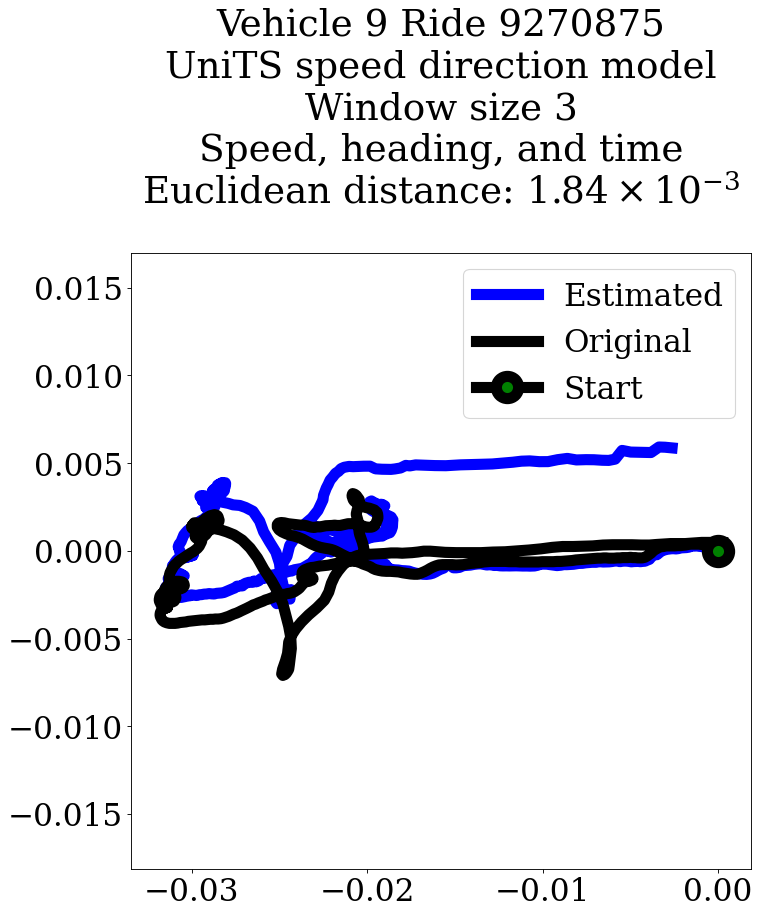 Vehicle 9 Ride 9270875
UniTS speed direction model
Window size 3
Speed, heading, and time
Euclidean distance: 1.84 × 10⁻³
Estimated
Original
Start
0.015
0.010
0.005
0.000
−0.005
−0.010
−0.015
−0.03
−0.02
−0.01
0.00